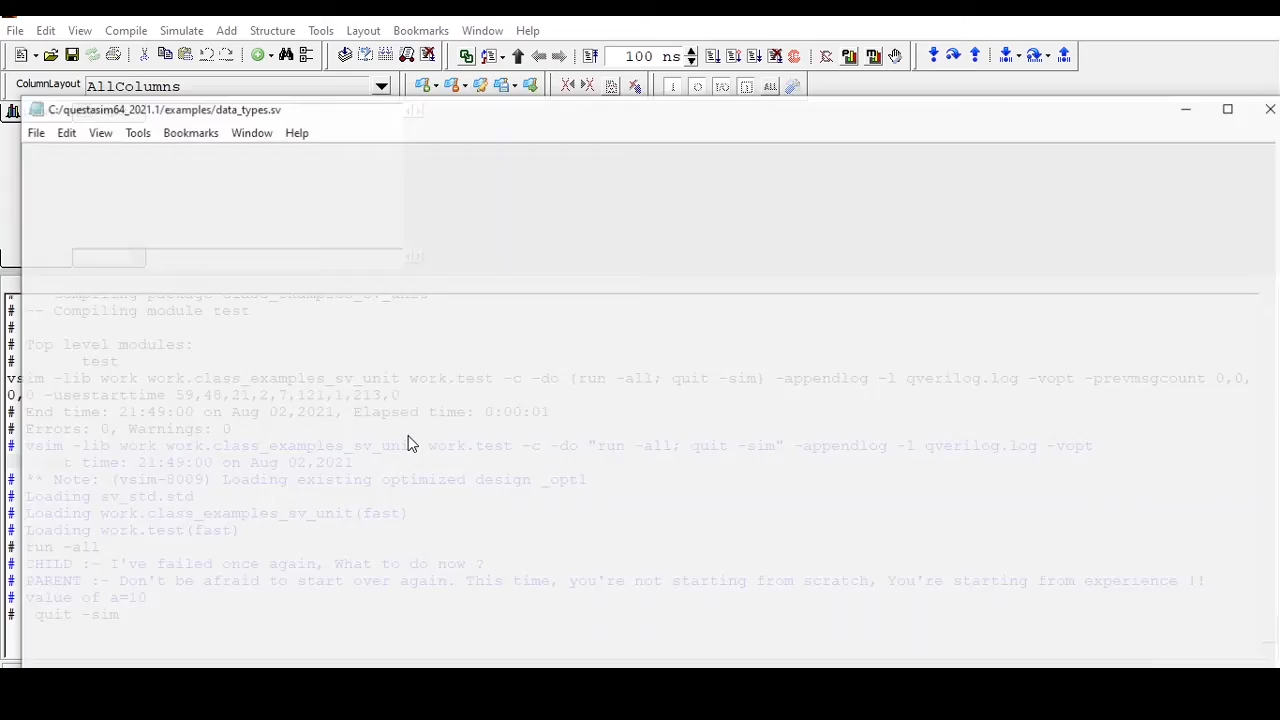 File Edit View Compile Simulate Add Structure Tools Layout Bookmarks Window Help
100 ns
ColumnLayout AllColumns
C:/questasim64_2021.1/examples/data_types.sv
File Edit View Tools Bookmarks Window Help
# -- Compiling package class_examples_sv_unit
# -- Compiling module test
#
# Top level modules:
# test
vsim -lib work work.class_examples_sv_unit work.test -c -do {run -all; quit -sim} -appendlog -l qverilog.log -vopt -prevmsgcount 0,0,
0,0 -usestarttime 59,48,21,2,7,121,1,213,0
# End time: 21:49:00 on Aug 02,2021, Elapsed time: 0:00:01
# Errors: 0, Warnings: 0
# vsim -lib work work.class_examples_sv_unit work.test -c -do "run -all; quit -sim" -appendlog -l qverilog.log -vopt
t time: 21:49:00 on Aug 02,2021
# ** Note: (vsim-8009) Loading existing optimized design _opt1
# Loading sv_std.std
# Loading work.class_examples_sv_unit(fast)
# Loading work.test(fast)
# run -all
# CHILD :- I've failed once again, What to do now ?
# PARENT :- Don't be afraid to start over again. This time, you're not starting from scratch, You're starting from experience !!
# value of a=10
# quit -sim